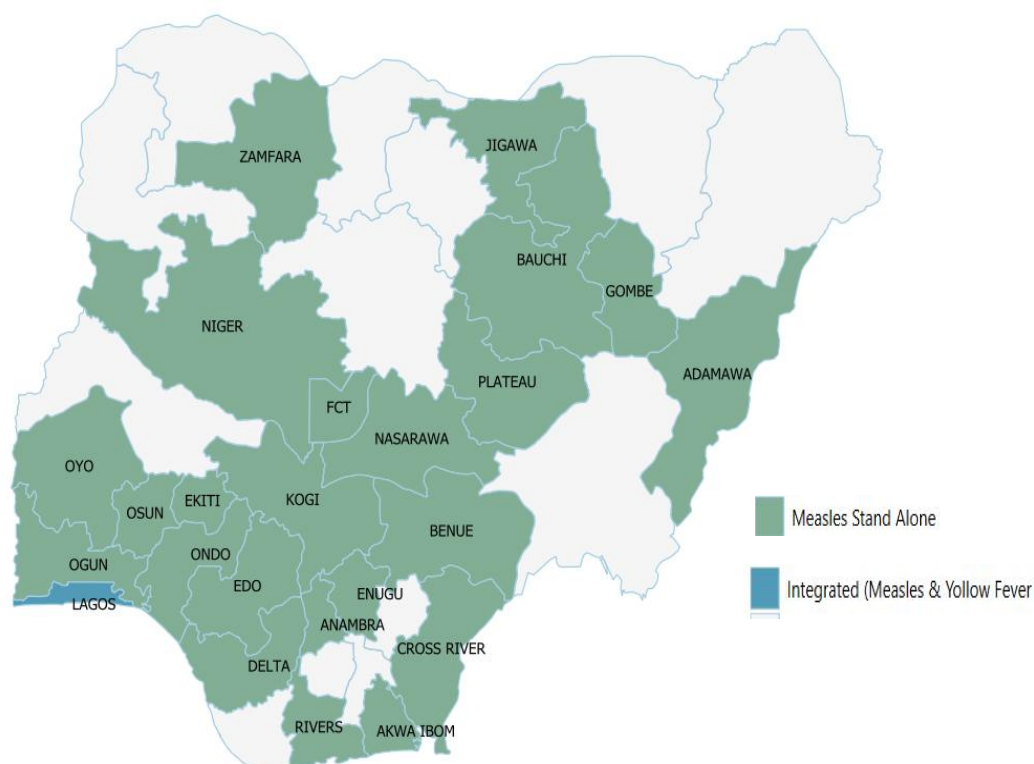 ZAMFARA
JIGAWA
BAUCHI
GOMBE
NIGER
ADAMAWA
PLATEAU
FCT
NASARAWA
OYO
OSUN
EKITI
KOGI
BENUE
OGUN
ONDO
EDO
ENUGU
LAGOS
ANAMBRA
CROSS RIVER
DELTA
RIVERS
AKWA IBOM
Measles Stand Alone
Integrated (Measles & Yollow Fever